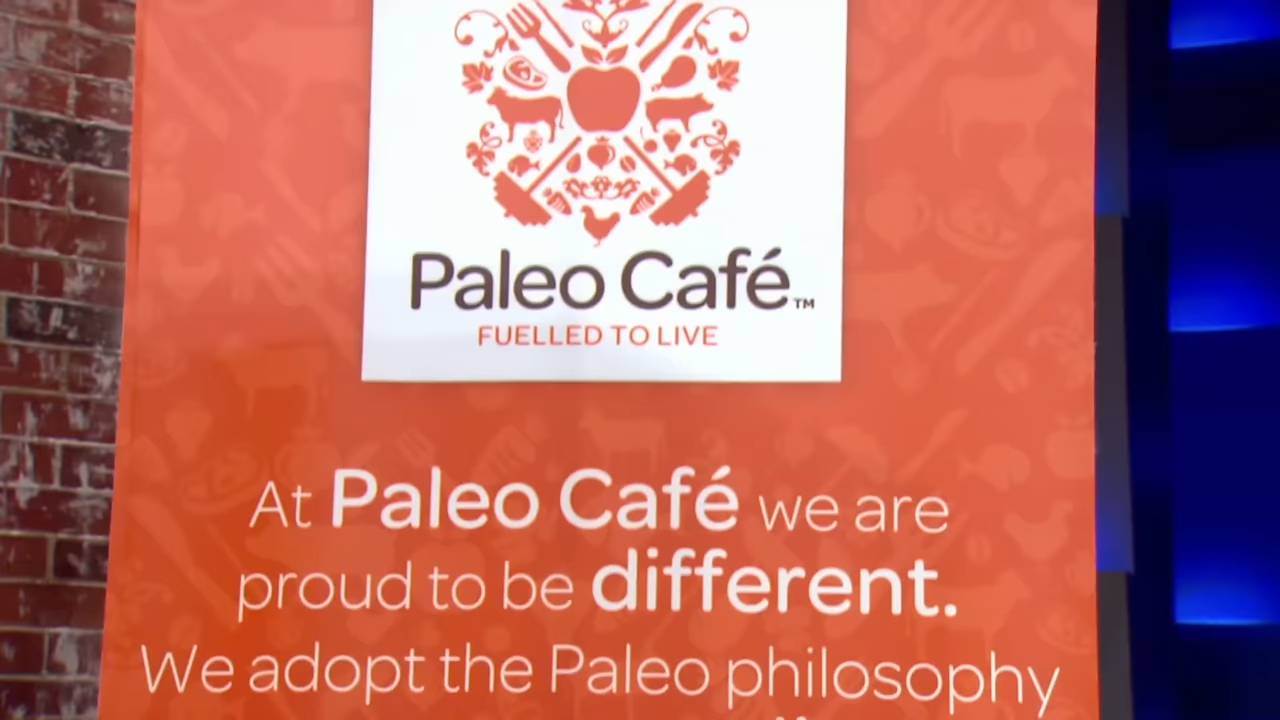 Paleo Café™
FUELLED TO LIVE
At Paleo Café we are
proud to be different.
We adopt the Paleo philosophy